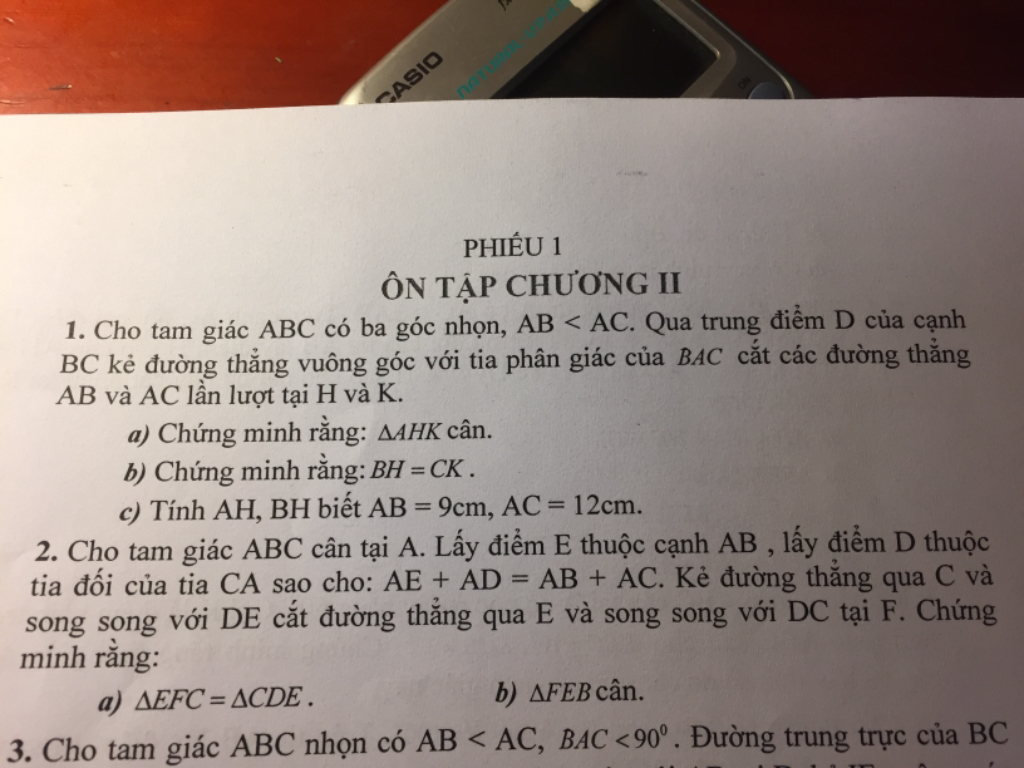 CASIO
PHIẾU 1
ÔN TẬP CHƯƠNG II
1. Cho tam giác ABC có ba góc nhọn, AB < AC. Qua trung điểm D của cạnh
BC kẻ đường thẳng vuông góc với tia phân giác của BAC cắt các đường thẳng
AB và AC lần lượt tại H và K.
a) Chứng minh rằng: ΔAHK cân.
b) Chứng minh rằng: BH = CK .
c) Tính AH, BH biết AB = 9cm, AC = 12cm.
2. Cho tam giác ABC cân tại A. Lấy điểm E thuộc cạnh AB , lấy điểm D thuộc
tia đối của tia CA sao cho: AE + AD = AB + AC. Kẻ đường thẳng qua C và
song song với DE cắt đường thẳng qua E và song song với DC tại F. Chứng
minh rằng:
a) ΔEFC = ΔCDE . b) ΔFEB cân.
3. Cho tam giác ABC nhọn có AB < AC, BAC < 90⁰ . Đường trung trực của BC